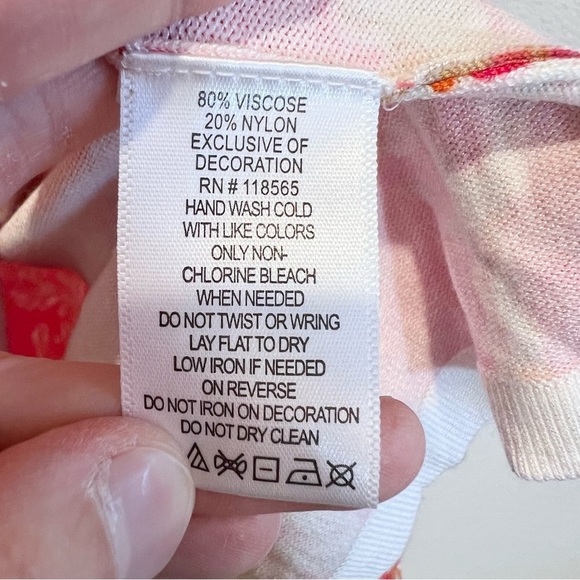 80% VISCOSE
20% NYLON
EXCLUSIVE OF
DECORATION
RN # 118565
HAND WASH COLD
WITH LIKE COLORS
ONLY NON-
CHLORINE BLEACH
WHEN NEEDED
DO NOT TWIST OR WRING
LAY FLAT TO DRY
LOW IRON IF NEEDED
ON REVERSE
DO NOT IRON ON DECORATION
DO NOT DRY CLEAN